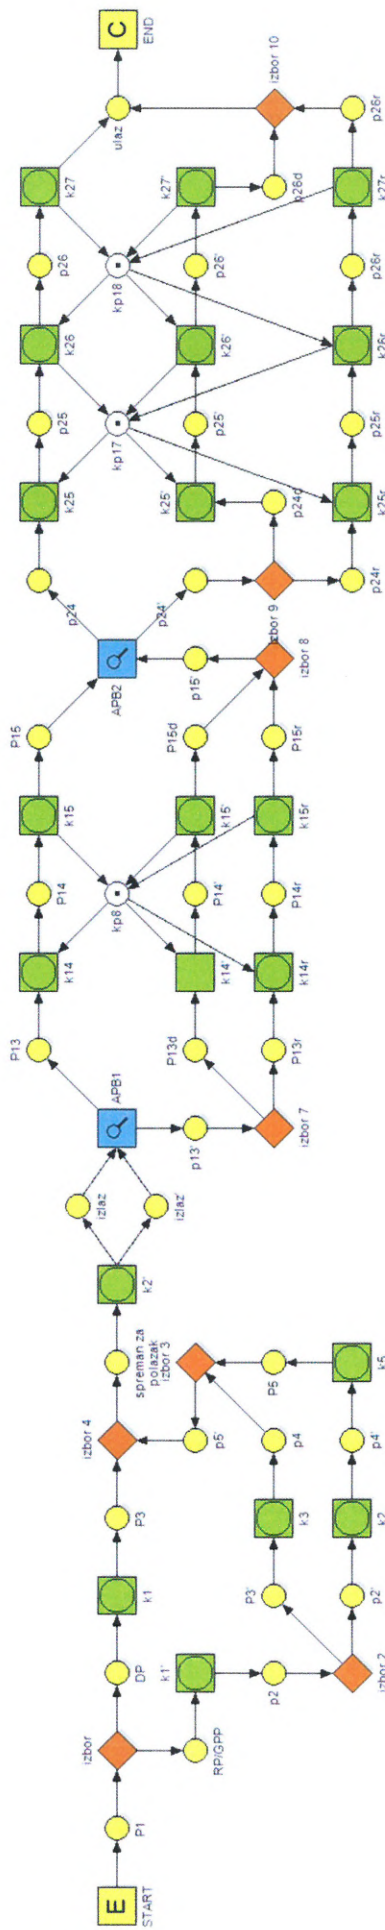 E
START
P1
izbor
DP
k1
P3
izbor 4
spreman za
polazak
k2'
izlaz
izlaz'
RP/GPP
k1'
p2
izbor 2
P3'
k3
p4
izbor 3
p5'
p2'
k2
p4'
k5
P5
APB1
P13
k14
P14
k15
P15
kp8
p13'
izbor 7
P13d
k14'
P14'
k15'
P15d
P13r
k14r
P14r
k15r
P15r
izbor 8
p15'
APB2
p24
p24'
izbor 9
p24d
p24r
k25
p25
k26
p26
k27
ulaz
C
END
kp17
kp18
k25'
p25'
k26'
p26'
k27'
p26d
izbor 10
k25r
p25r
k26r
p26r
k27r
p26r